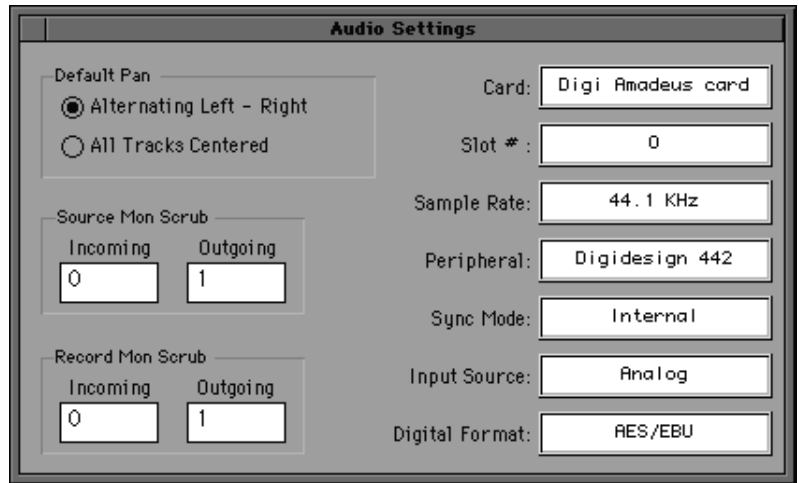 Audio Settings
Default Pan
Alternating Left - Right
All Tracks Centered
Source Mon Scrub
Incoming Outgoing
0 1
Record Mon Scrub
Incoming Outgoing
0 1
Card: Digi Amadeus card
Slot # : 0
Sample Rate: 44.1 KHz
Peripheral: Digidesign 442
Sync Mode: Internal
Input Source: Analog
Digital Format: AES/EBU